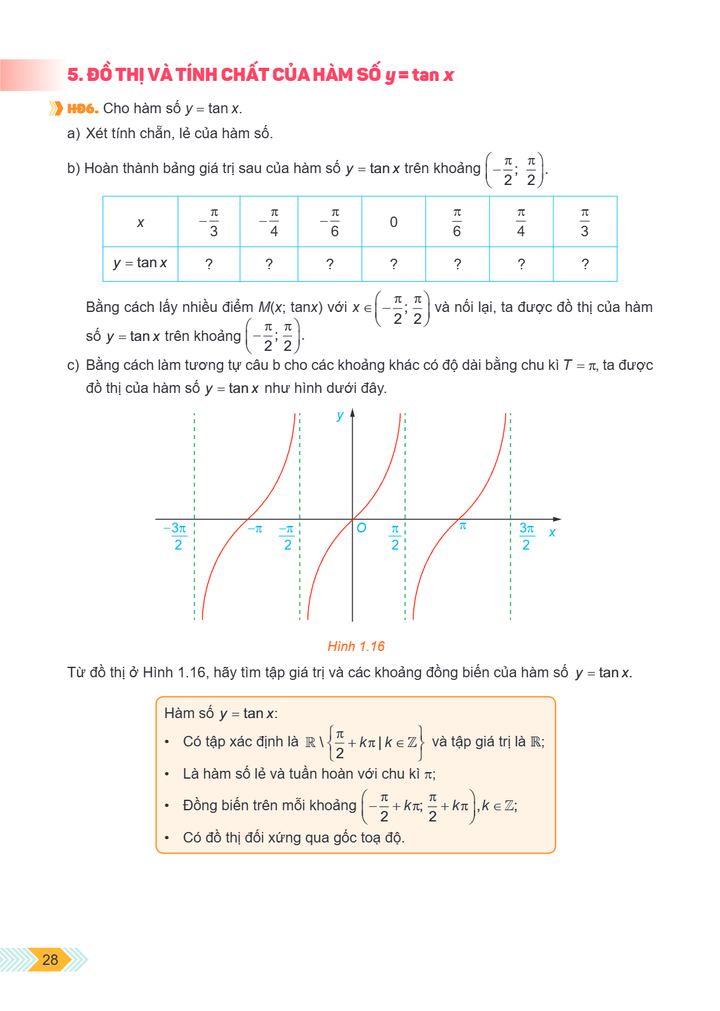 5. ĐỒ THỊ VÀ TÍNH CHẤT CỦA HÀM SỐ y = tan x
HĐ6. Cho hàm số y = tan x.
a) Xét tính chẵn, lẻ của hàm số.
b) Hoàn thành bảng giá trị sau của hàm số y = tan x trên khoảng (−π/2; π/2).
x −π/3 −π/4 −π/6 0 π/6 π/4 π/3
y = tan x ? ? ? ? ? ? ?
Bằng cách lấy nhiều điểm M(x; tanx) với x ∈ (−π/2; π/2) và nối lại, ta được đồ thị của hàm
số y = tan x trên khoảng (−π/2; π/2).
c) Bằng cách làm tương tự câu b cho các khoảng khác có độ dài bằng chu kì T = π, ta được
đồ thị của hàm số y = tan x như hình dưới đây.
y
−3π/2 −π −π/2 O π/2 π 3π/2 x
Hình 1.16
Từ đồ thị ở Hình 1.16, hãy tìm tập giá trị và các khoảng đồng biến của hàm số y = tan x.
Hàm số y = tan x:
• Có tập xác định là ℝ \ {π/2 + kπ | k ∈ ℤ} và tập giá trị là ℝ;
• Là hàm số lẻ và tuần hoàn với chu kì π;
• Đồng biến trên mỗi khoảng (−π/2 + kπ; π/2 + kπ), k ∈ ℤ;
• Có đồ thị đối xứng qua gốc toạ độ.
28